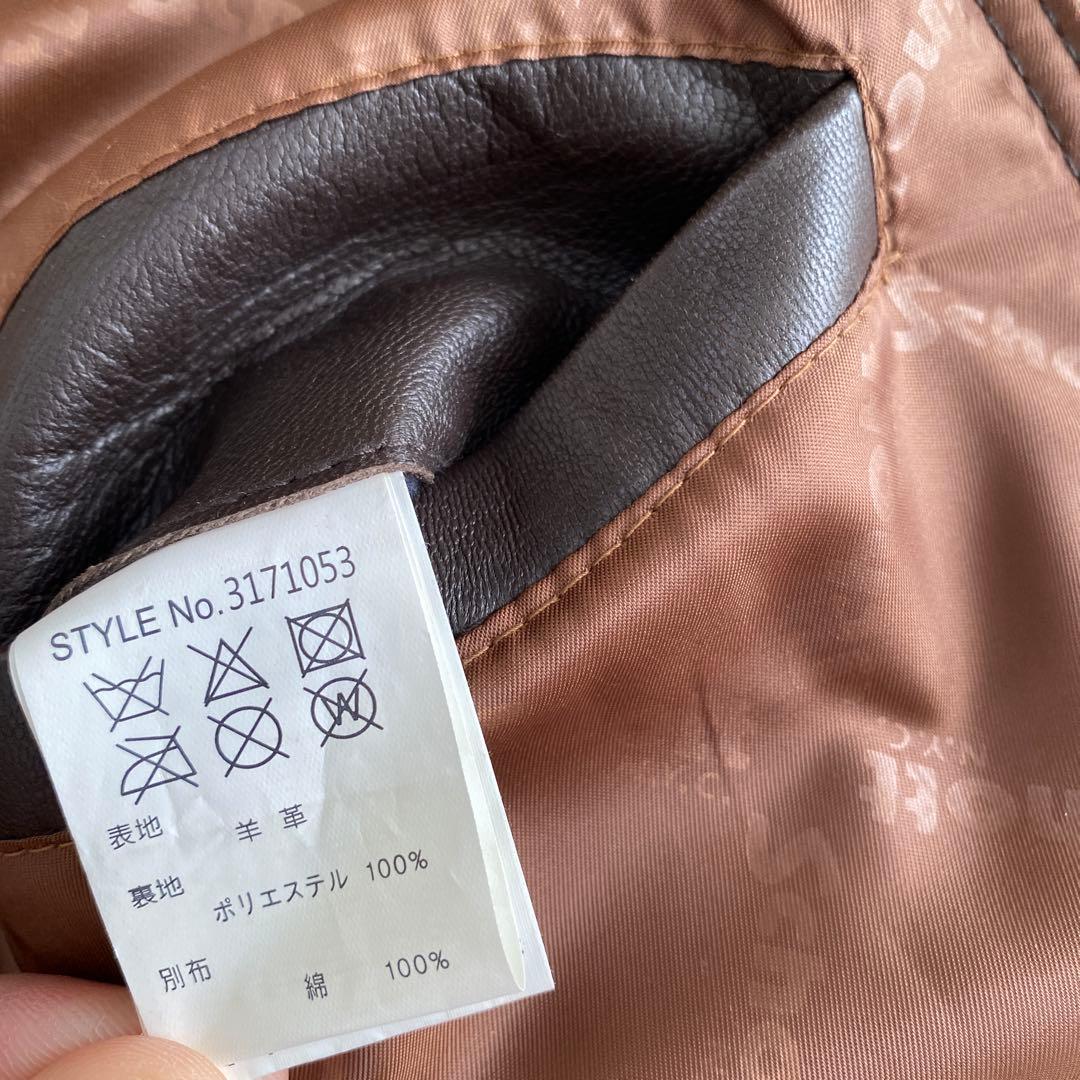 STYLE No.3171053
W
表地 羊革
裏地 ポリエステル 100%
別布 綿 100%